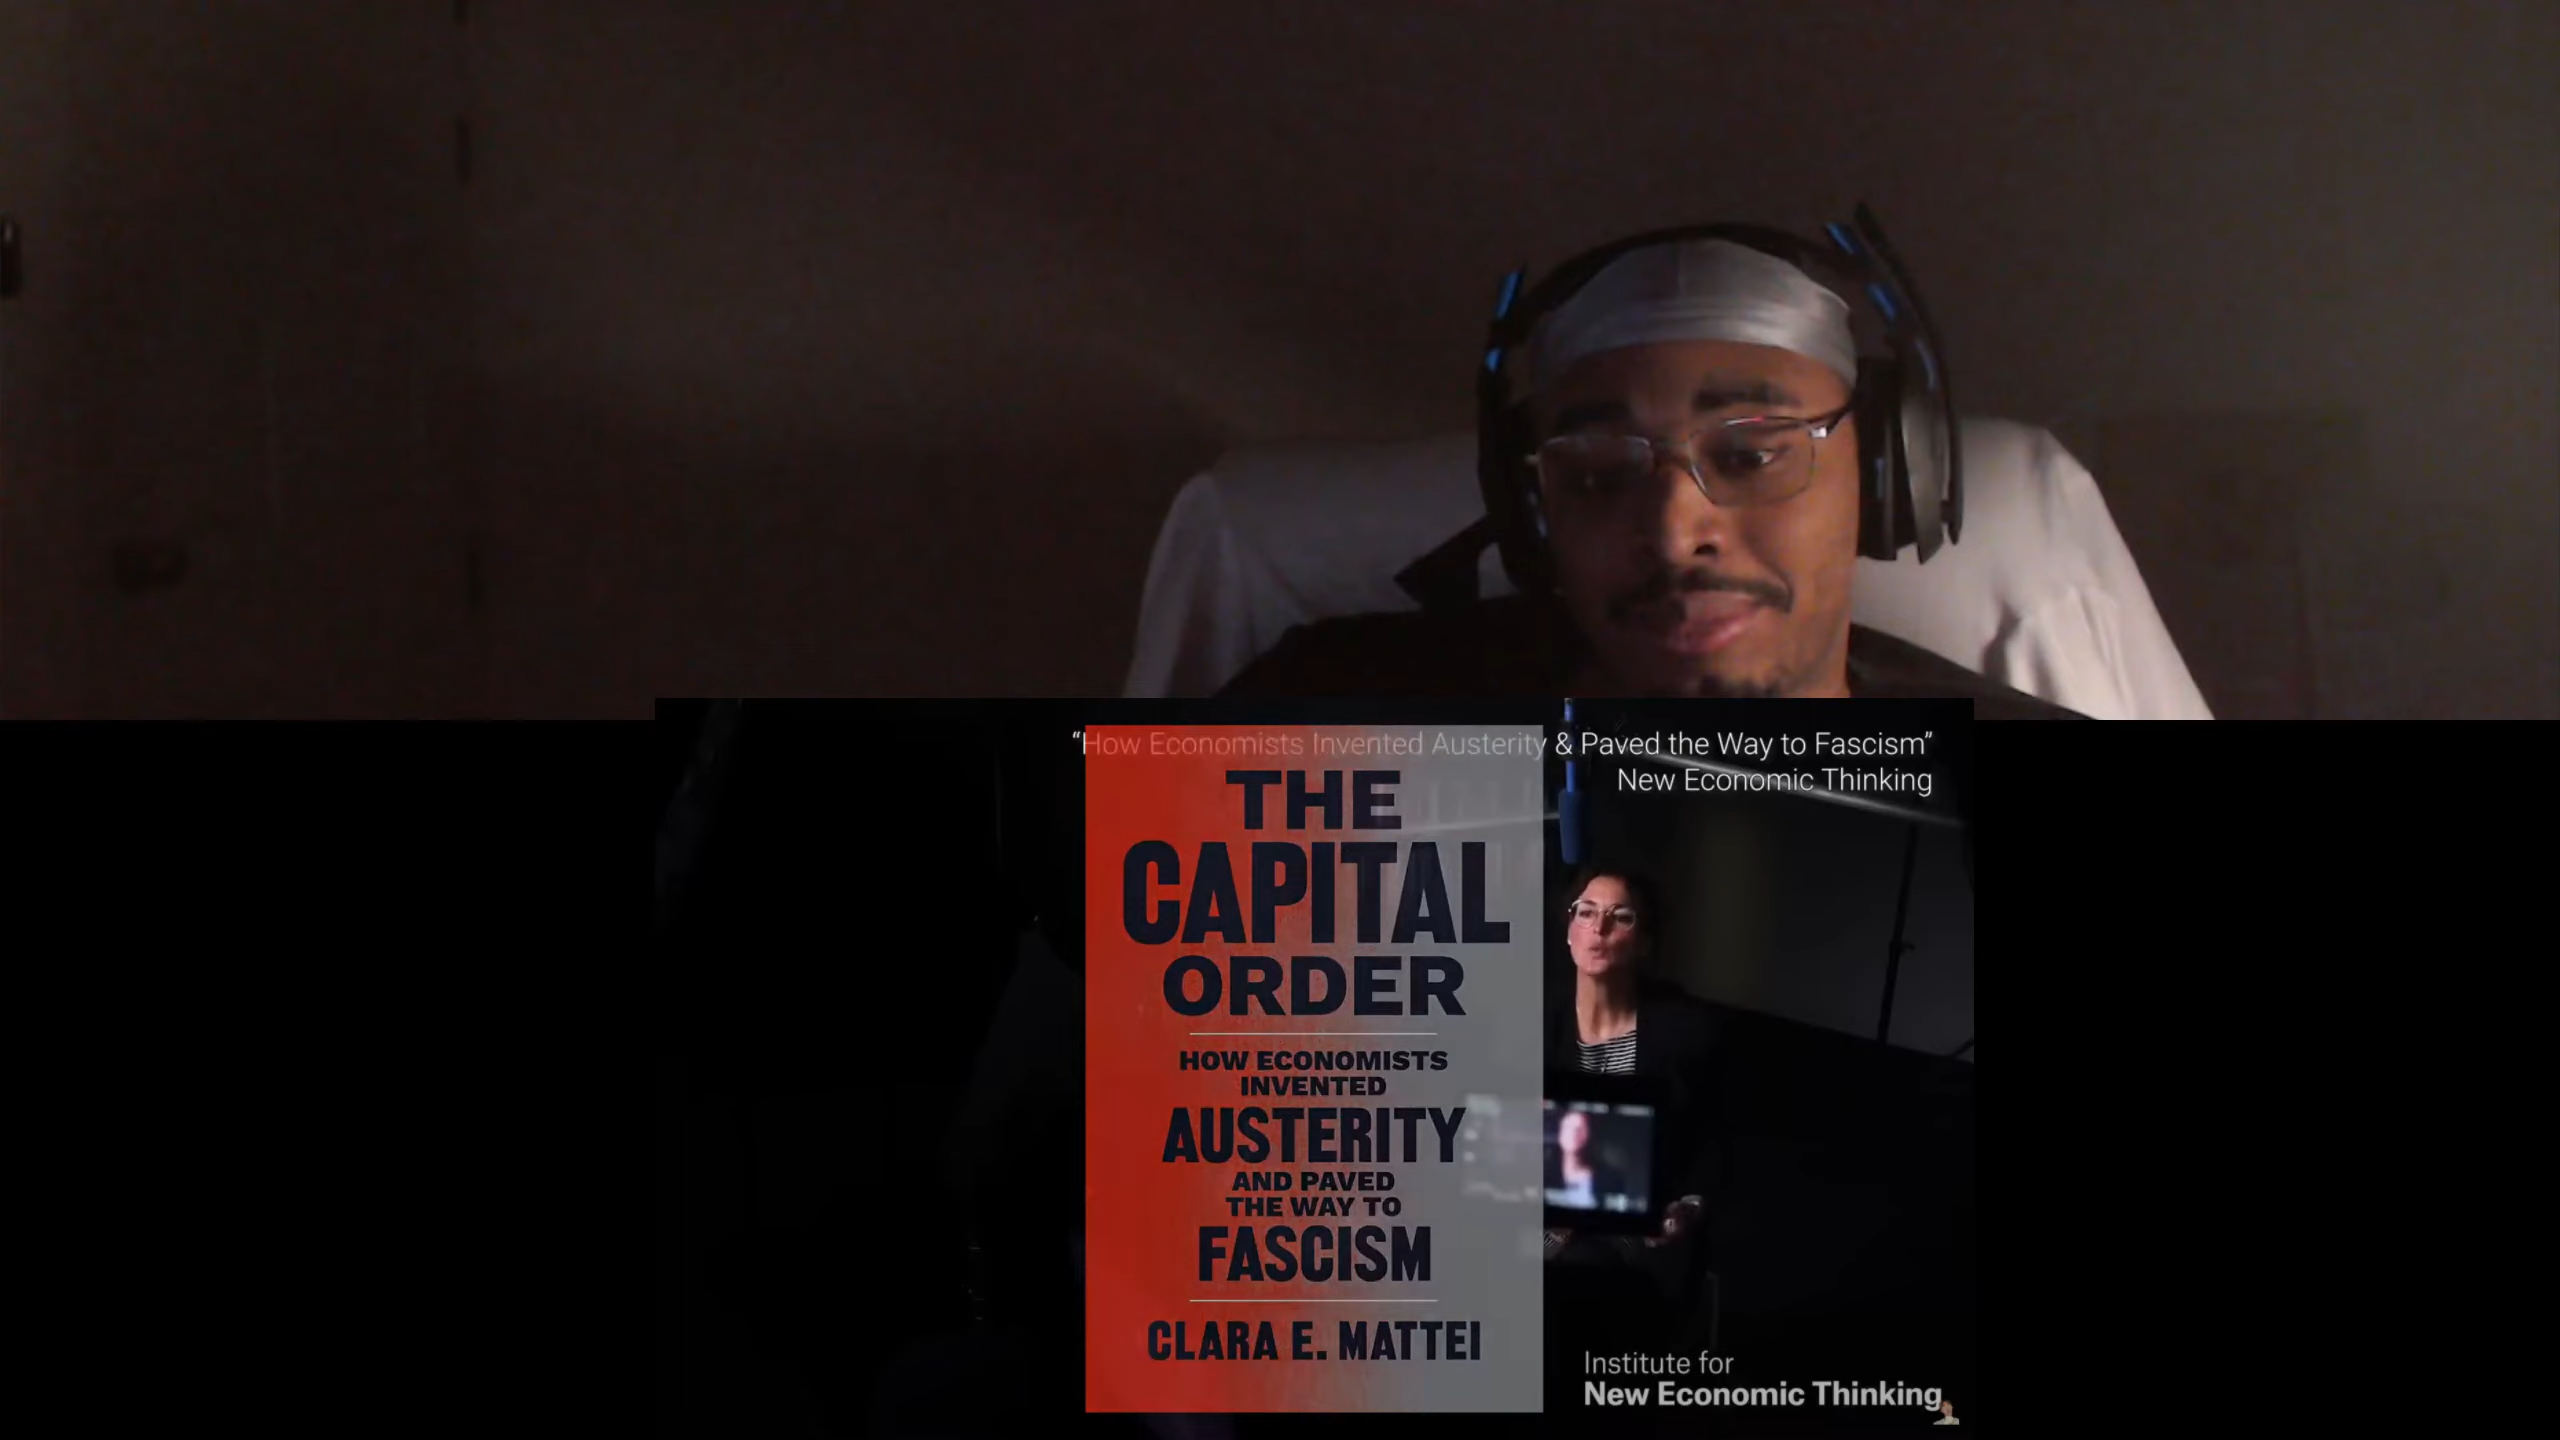 “How Economists Invented Austerity & Paved the Way to Fascism”
New Economic Thinking
THE
CAPITAL
ORDER
HOW ECONOMISTS
INVENTED
AUSTERITY
AND PAVED
THE WAY TO
FASCISM
CLARA E. MATTEI
Institute for
New Economic Thinking